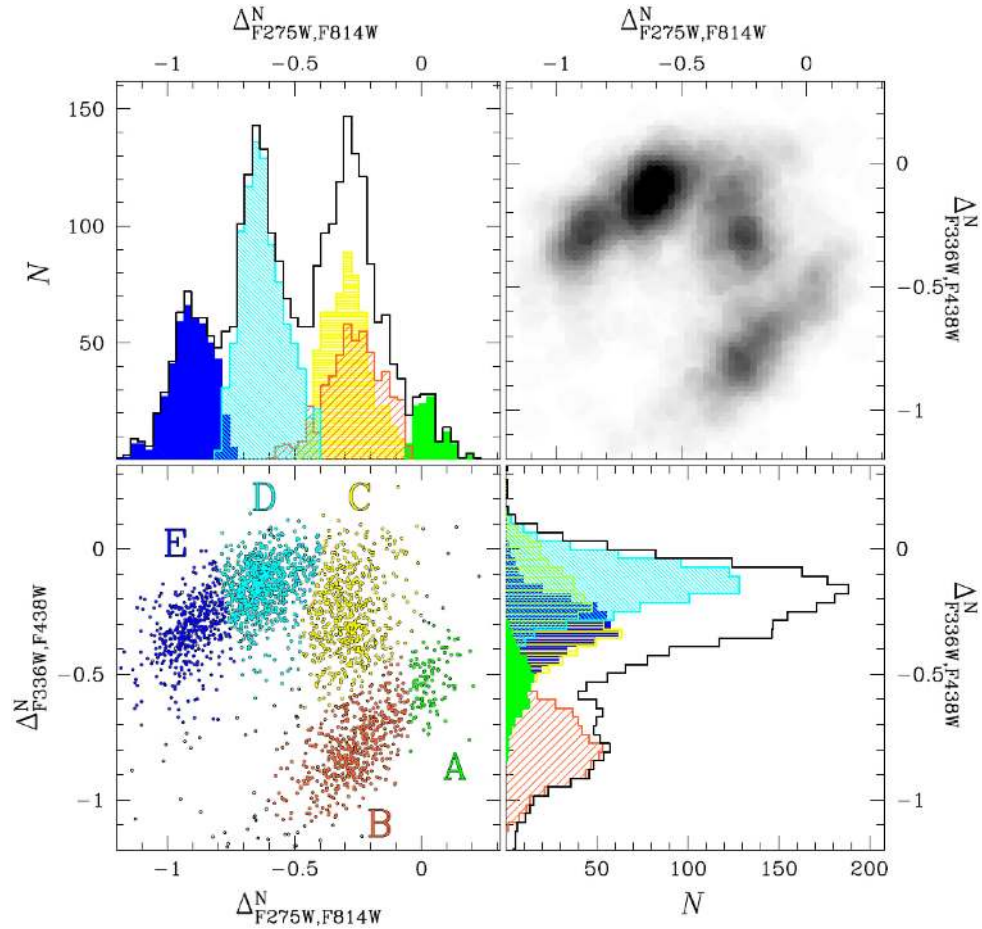 Δ^N_F275W,F814W Δ^N_F275W,F814W
−1 −0.5 0 −1 −0.5 0
150
100
50
N
0
−0.5
−1
Δ^N_F336W,F438W
E D C
A
B
0
−0.5
−1
Δ^N_F336W,F438W
0
−0.5
−1
Δ^N_F336W,F438W
−1 −0.5 0 50 100 150 200
Δ^N_F275W,F814W N